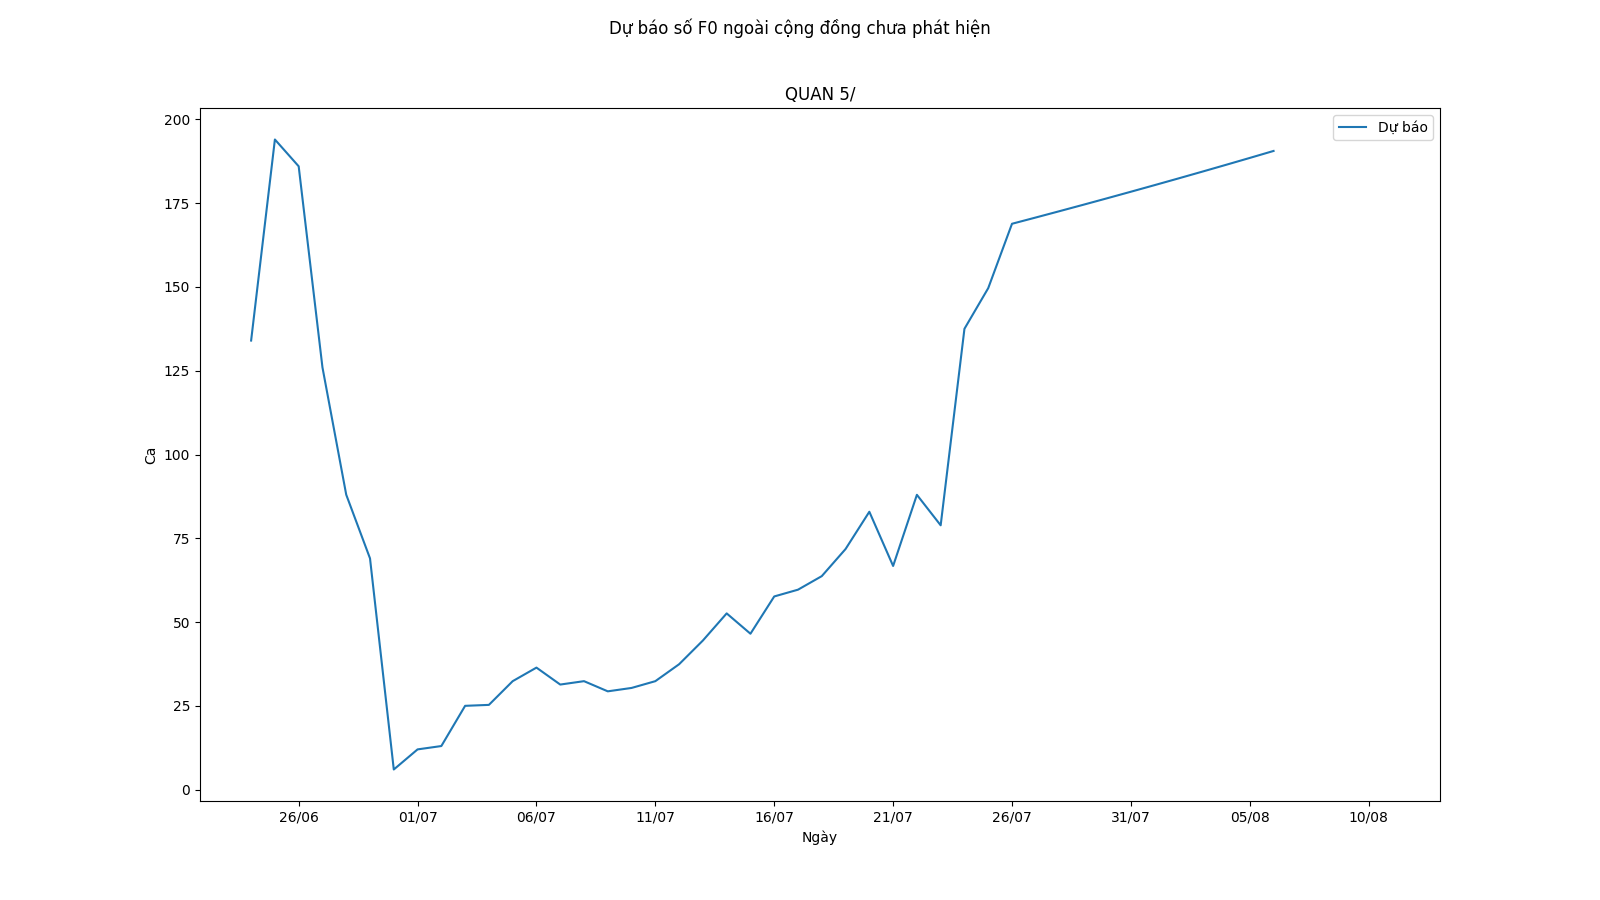 Dự báo số F0 ngoài cộng đồng chưa phát hiện
QUAN 5/
Dự báo
200
175
150
125
100
75
50
25
0
Ca
26/06 01/07 06/07 11/07 16/07 21/07 26/07 31/07 05/08 10/08
Ngày